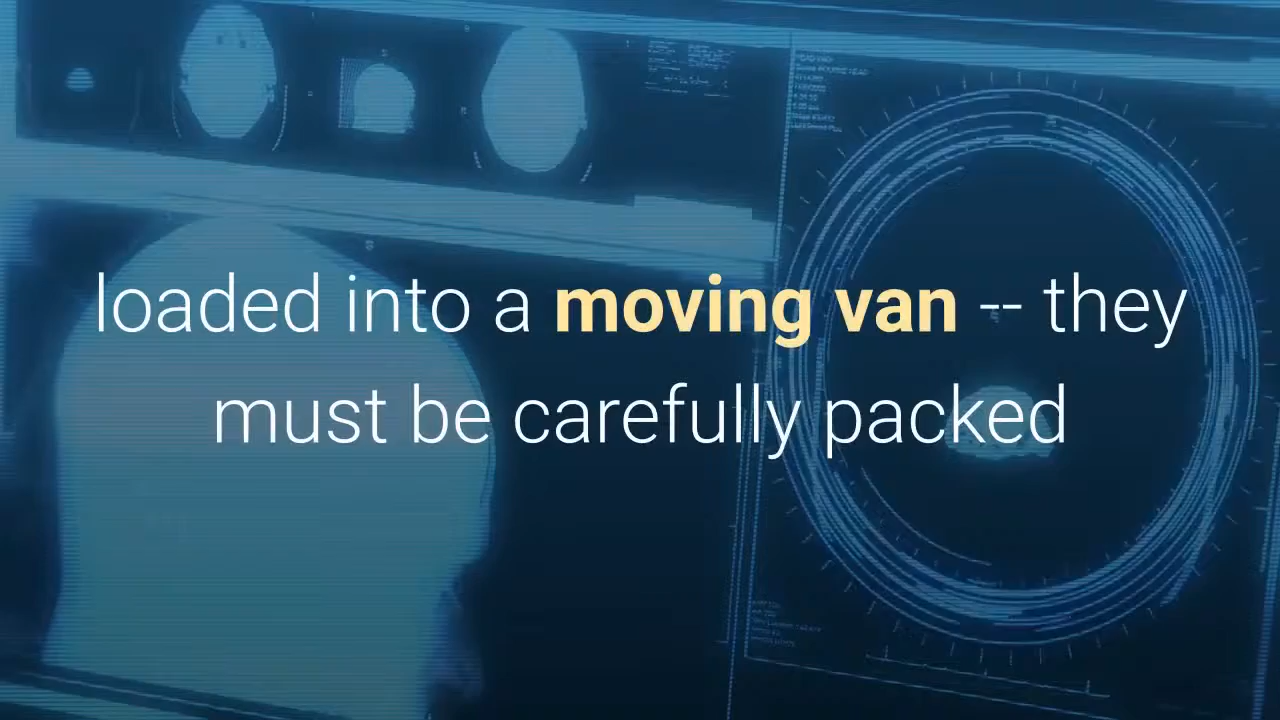 loaded into a moving van -- they
must be carefully packed